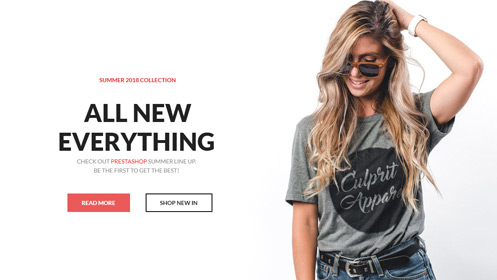 SUMMER 2018 COLLECTION
ALL NEW
EVERYTHING
CHECK OUT PRESTASHOP SUMMER LINE UP.
BE THE FIRST TO GET THE BEST!
READ MORE
SHOP NEW IN
Culprit
Apparel